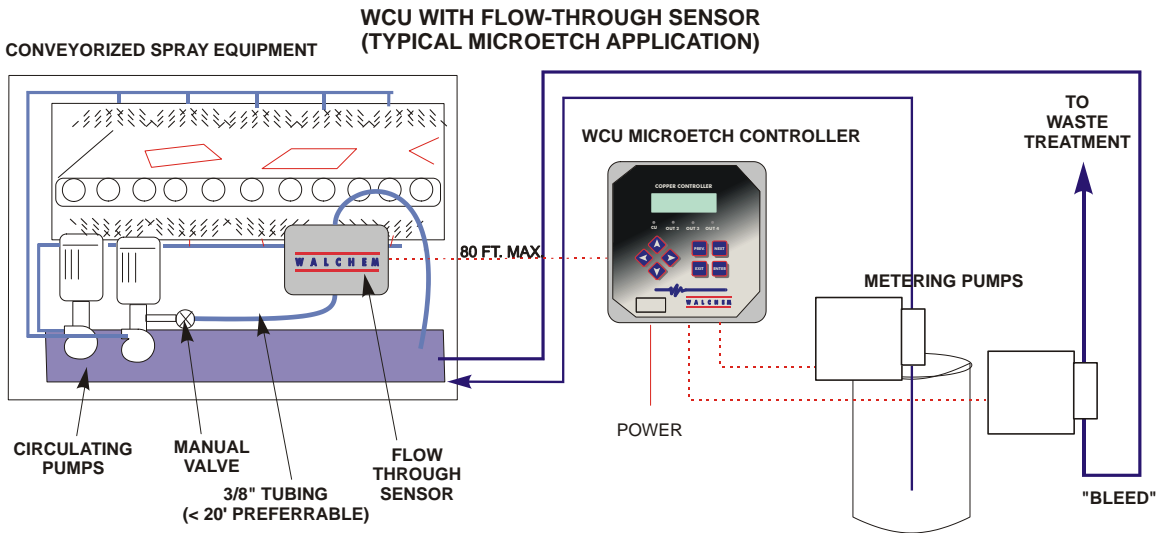 WCU WITH FLOW-THROUGH SENSOR
(TYPICAL MICROETCH APPLICATION)
CONVEYORIZED SPRAY EQUIPMENT
TO
WASTE
TREATMENT
WCU MICROETCH CONTROLLER
COPPER CONTROLLER
CU OUT 2 OUT 3 OUT 4
PREV. NEXT
EXIT ENTER
WALCHEM
WALCHEM
80 FT. MAX.
METERING PUMPS
POWER
CIRCULATING
PUMPS
MANUAL
VALVE
FLOW
THROUGH
SENSOR
3/8" TUBING
(< 20' PREFERRABLE)
"BLEED"